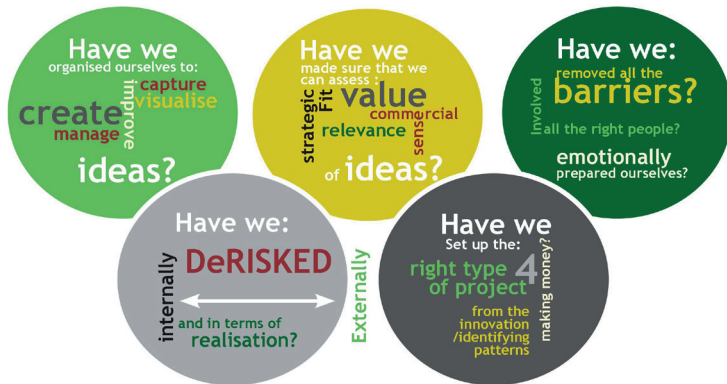 Have we
organised ourselves to:
capture
visualise
improve
create
manage
ideas?
Have we
made sure that we
can assess :
strategic
Fit
value
commercial
relevance
sense
of ideas?
Have we:
removed all the
barriers?
Involved
all the right people?
emotionally
prepared ourselves?
Have we:
internally
DeRISKED
Externally
and in terms of
realisation?
Have we
Set up the:
right type
of project
4
making money?
from the
innovation
/identifying
patterns